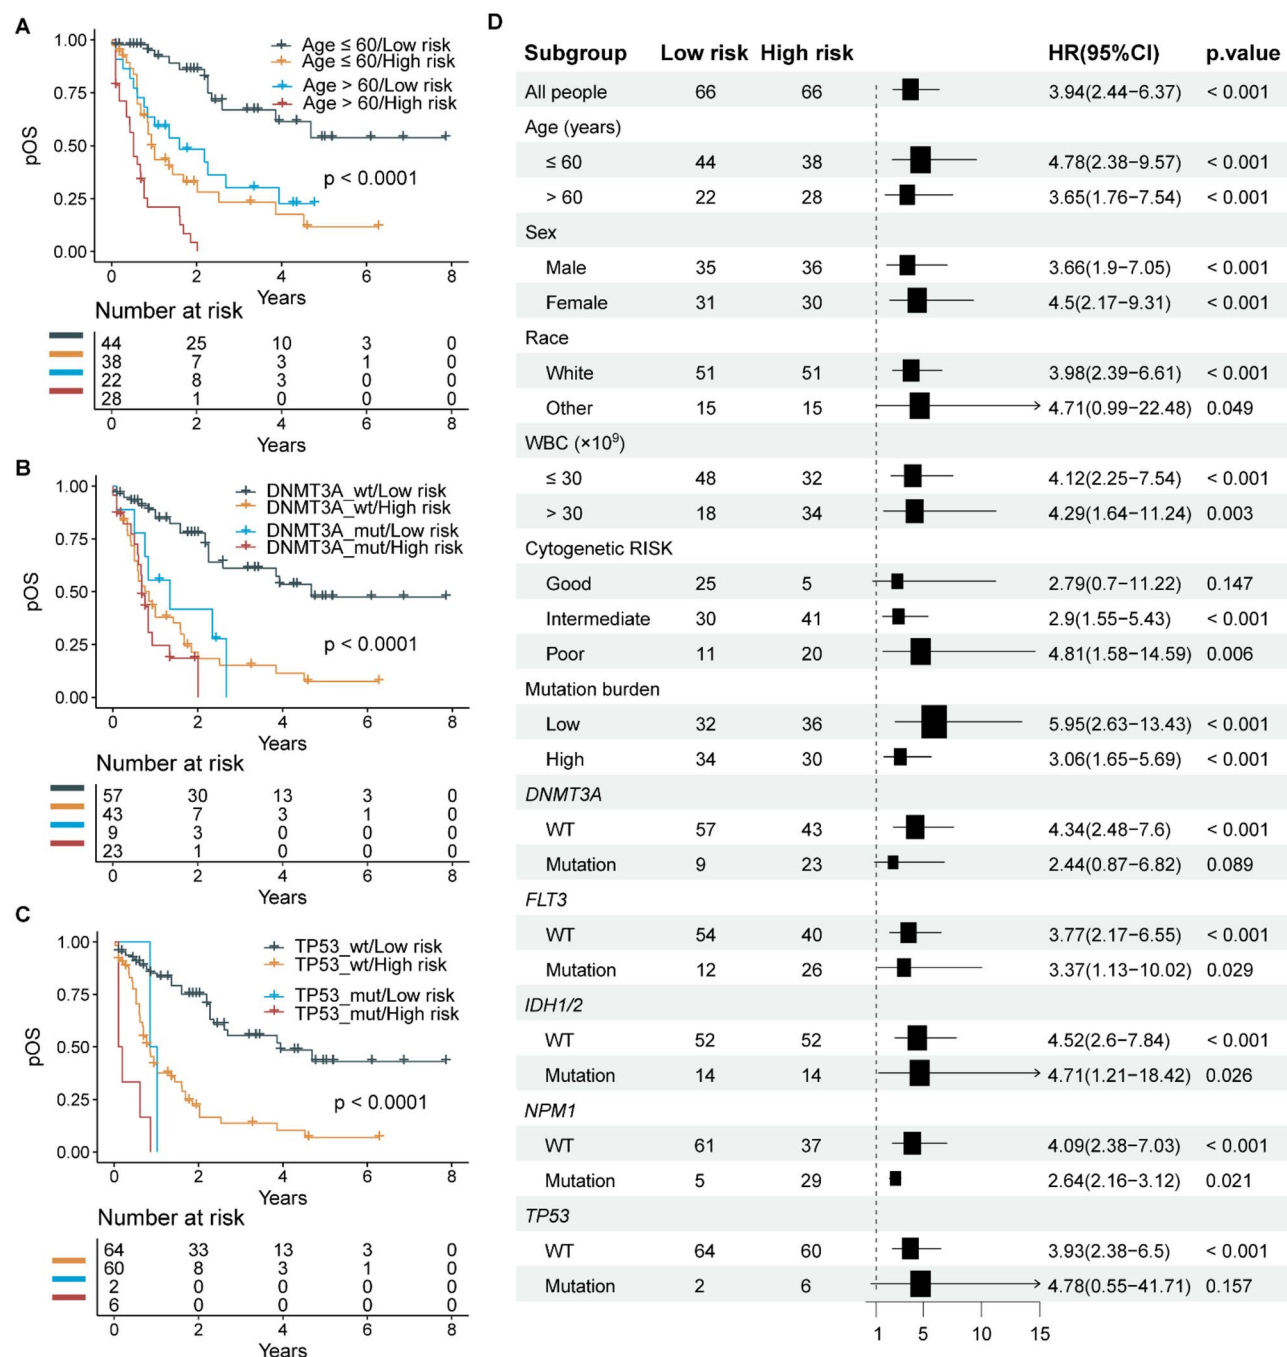 A
1.00
0.75
0.50
0.25
0.00
pOS
Age ≤ 60/Low risk
Age ≤ 60/High risk
Age > 60/Low risk
Age > 60/High risk
p < 0.0001
0 2 4 6 8
Years
Number at risk
44 25 10 3 0
38 7 3 1 0
22 8 3 0 0
28 1 0 0 0
0 2 4 6 8
Years
B
1.00
0.75
0.50
0.25
0.00
pOS
DNMT3A_wt/Low risk
DNMT3A_wt/High risk
DNMT3A_mut/Low risk
DNMT3A_mut/High risk
p < 0.0001
0 2 4 6 8
Years
Number at risk
57 30 13 3 0
43 7 3 1 0
9 3 0 0 0
23 1 0 0 0
0 2 4 6 8
Years
C
1.00
0.75
0.50
0.25
0.00
pOS
TP53_wt/Low risk
TP53_wt/High risk
TP53_mut/Low risk
TP53_mut/High risk
p < 0.0001
0 2 4 6 8
Years
Number at risk
64 33 13 3 0
60 8 3 1 0
2 0 0 0 0
6 0 0 0 0
0 2 4 6 8
Years
D
Subgroup Low risk High risk HR(95%CI) p.value
All people 66 66 3.94(2.44−6.37) < 0.001
Age (years)
≤ 60 44 38 4.78(2.38−9.57) < 0.001
> 60 22 28 3.65(1.76−7.54) < 0.001
Sex
Male 35 36 3.66(1.9−7.05) < 0.001
Female 31 30 4.5(2.17−9.31) < 0.001
Race
White 51 51 3.98(2.39−6.61) < 0.001
Other 15 15 4.71(0.99−22.48) 0.049
WBC (×10⁹)
≤ 30 48 32 4.12(2.25−7.54) < 0.001
> 30 18 34 4.29(1.64−11.24) 0.003
Cytogenetic RISK
Good 25 5 2.79(0.7−11.22) 0.147
Intermediate 30 41 2.9(1.55−5.43) < 0.001
Poor 11 20 4.81(1.58−14.59) 0.006
Mutation burden
Low 32 36 5.95(2.63−13.43) < 0.001
High 34 30 3.06(1.65−5.69) < 0.001
DNMT3A
WT 57 43 4.34(2.48−7.6) < 0.001
Mutation 9 23 2.44(0.87−6.82) 0.089
FLT3
WT 54 40 3.77(2.17−6.55) < 0.001
Mutation 12 26 3.37(1.13−10.02) 0.029
IDH1/2
WT 52 52 4.52(2.6−7.84) < 0.001
Mutation 14 14 4.71(1.21−18.42) 0.026
NPM1
WT 61 37 4.09(2.38−7.03) < 0.001
Mutation 5 29 2.64(2.16−3.12) 0.021
TP53
WT 64 60 3.93(2.38−6.5) < 0.001
Mutation 2 6 4.78(0.55−41.71) 0.157
1 5 10 15